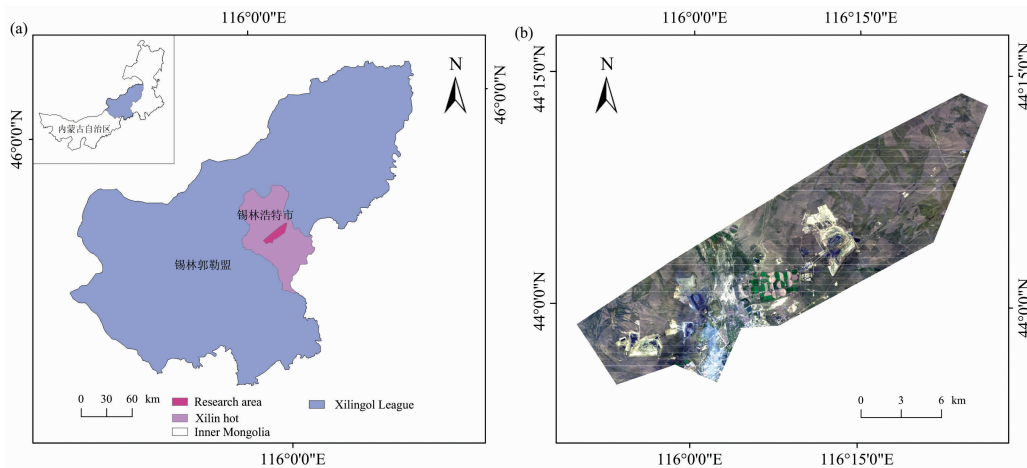 116°0'0"E
116°0'0"E
116°15'0"E
(a)
(b)
N
N
46°0'0"N
46°0'0"N
44°15'0"N
44°15'0"N
内蒙古自治区
锡林浩特市
锡林郭勒盟
44°0'0"N
44°0'0"N
0 30 60 km
Research area
Xilin hot
Inner Mongolia
Xilingol League
0 3 6 km
116°0'0"E
116°0'0"E
116°15'0"E